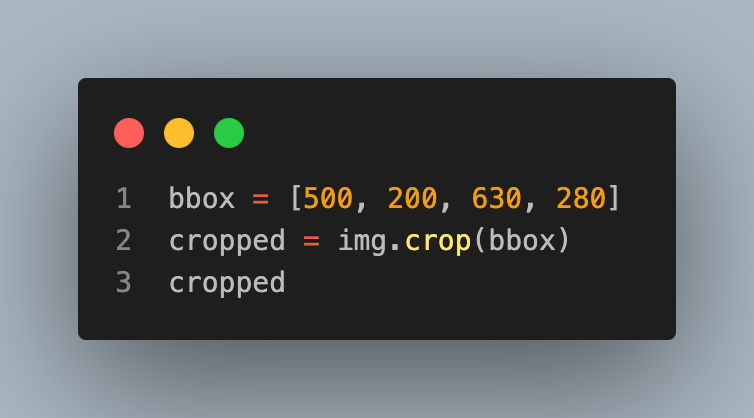 1 bbox = [500, 200, 630, 280]
2 cropped = img.crop(bbox)
3 cropped